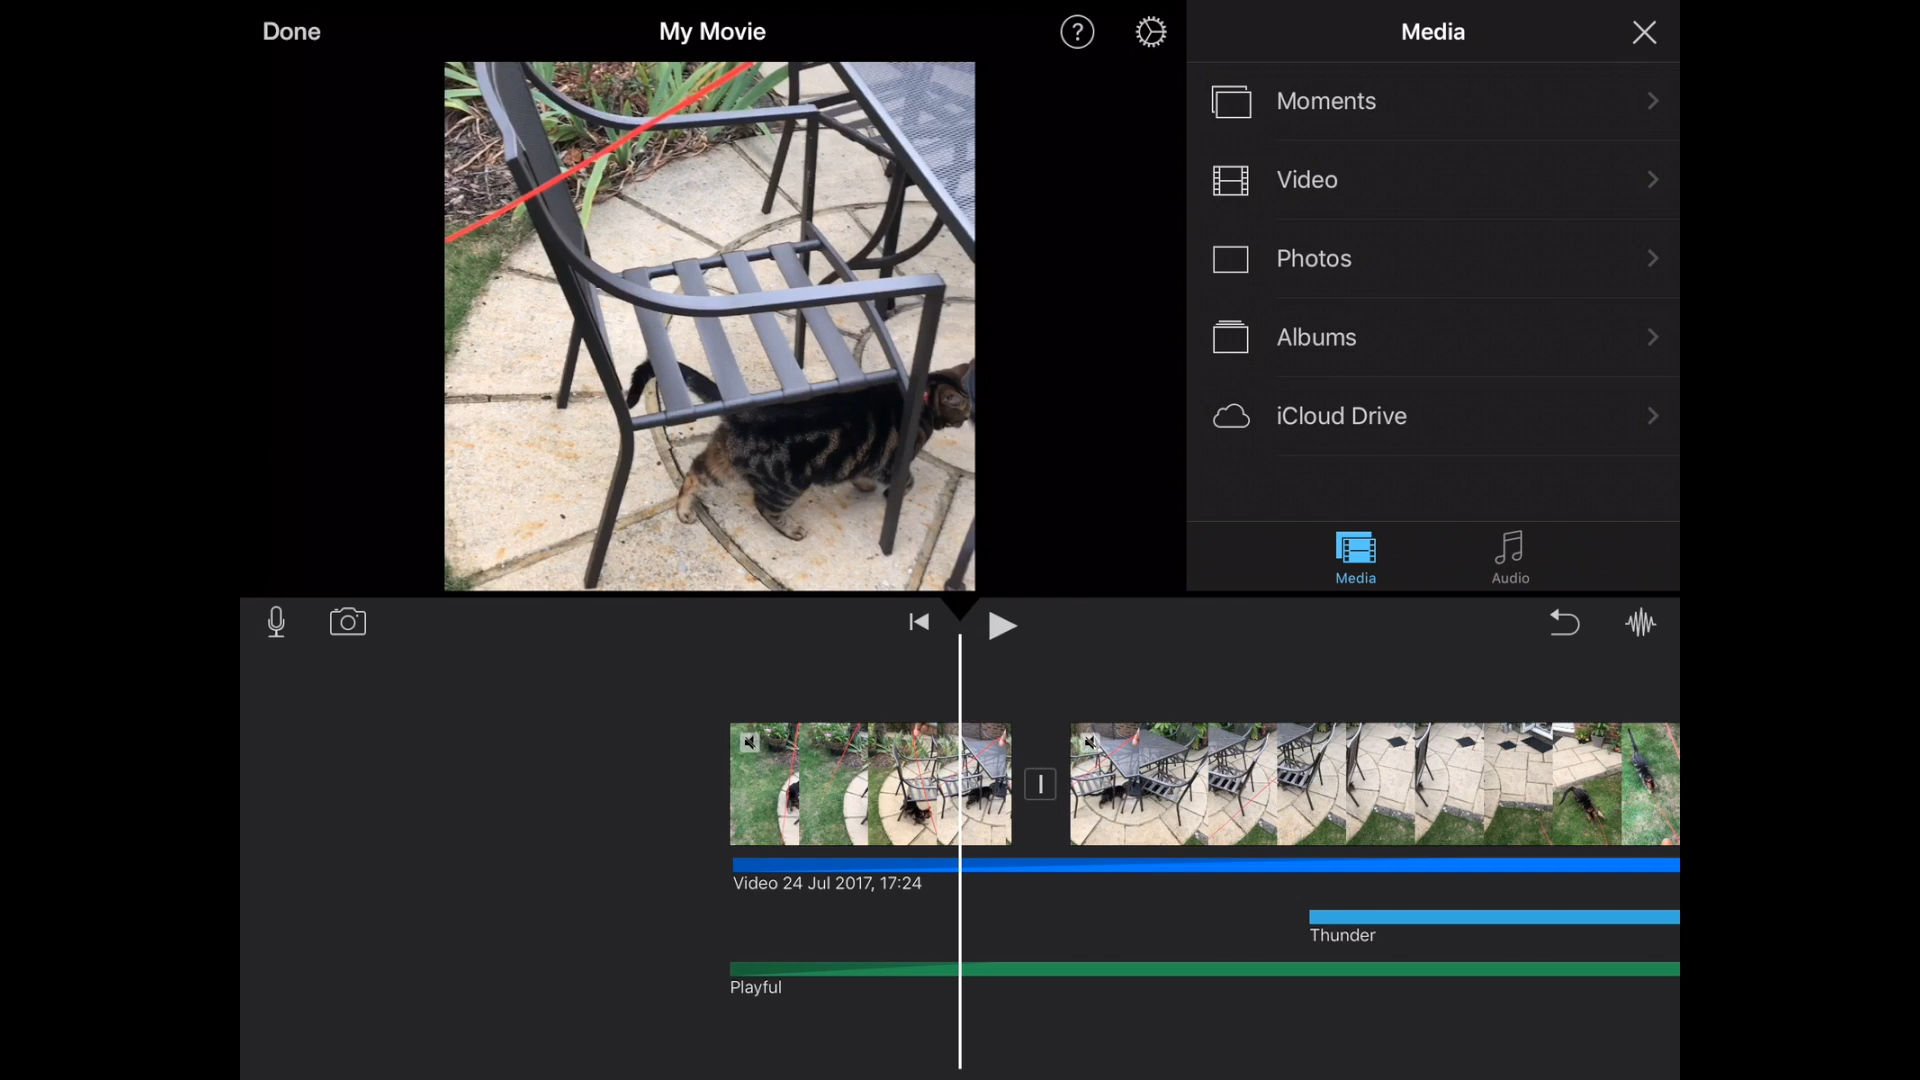 Done
My Movie
?
Media
Moments
Video
Photos
Albums
iCloud Drive
Media
Audio
Video 24 Jul 2017, 17:24
Thunder
Playful